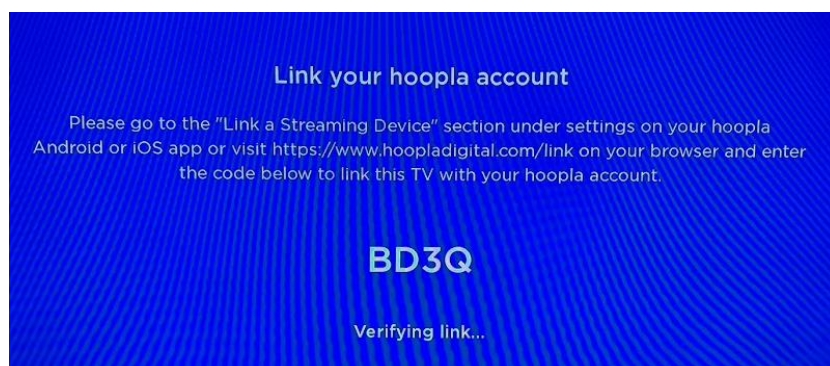 Link your hoopla account
Please go to the "Link a Streaming Device" section under settings on your hoopla
Android or iOS app or visit https://www.hoopladigital.com/link on your browser and enter
the code below to link this TV with your hoopla account.
BD3Q
Verifying link...